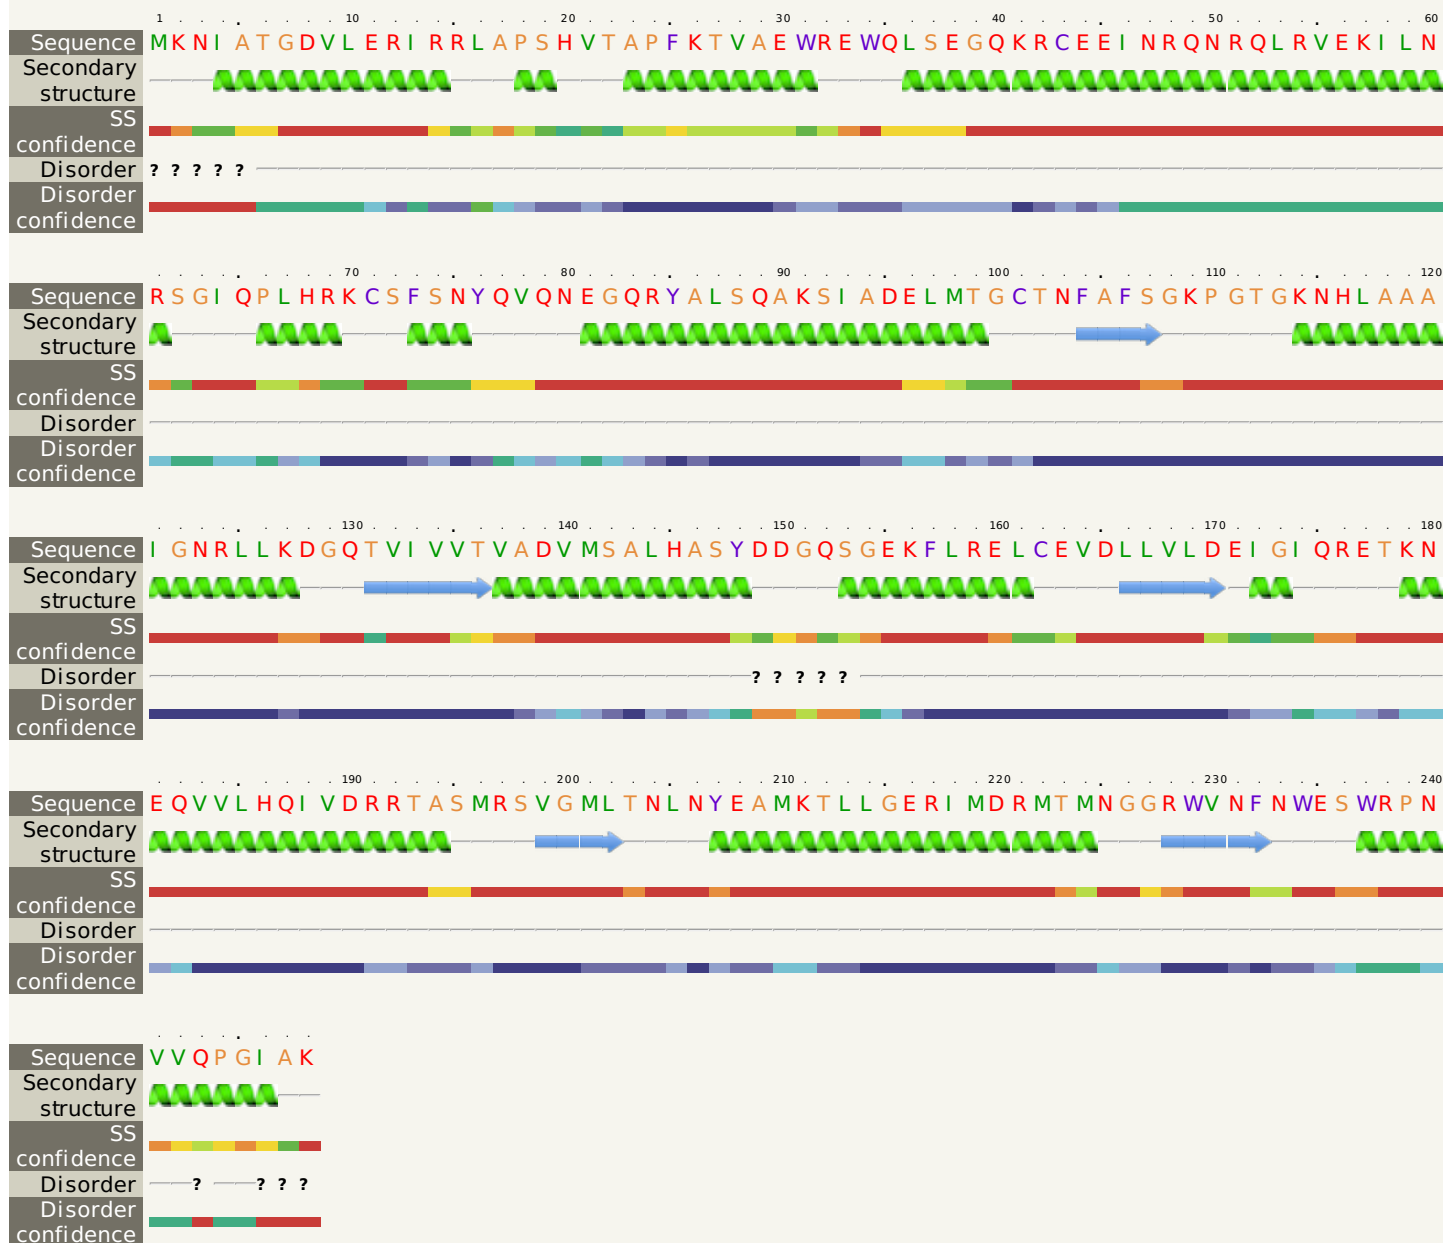 1 . . . . . . . . 10 . . . . . . . . . 20 . . . . . . . . . 30 . . . . . . . . . 40 . . . . . . . . . 50 . . . . . . . . . 60
Sequence MKNIATGDVLERIRRLAPSHVTAPFKTVAEWREWQLSEGQKRCEEINRQNRQLRVEKILN
Secondary
structure
SS
confidence
Disorder ? ? ? ? ?
Disorder
confidence
. . . . . . . . . 70 . . . . . . . . . 80 . . . . . . . . . 90 . . . . . . . . . 100 . . . . . . . . . 110 . . . . . . . . . 120
Sequence RSGIQPLHRKCSFSNYQVQNEGQRYALSQAKSIADELMTGCTNFAFSGKPGTGKNHLAAA
Secondary
structure
SS
confidence
Disorder
Disorder
confidence
. . . . . . . . . 130 . . . . . . . . . 140 . . . . . . . . . 150 . . . . . . . . . 160 . . . . . . . . . 170 . . . . . . . . . 180
Sequence IGNRLLKDGQTVIVVTVADVMSALHASYDDGQSGEKFLRELCEVDLLVLDEIGIQRETKN
Secondary
structure
SS
confidence
Disorder ? ? ? ? ?
Disorder
confidence
. . . . . . . . . 190 . . . . . . . . . 200 . . . . . . . . . 210 . . . . . . . . . 220 . . . . . . . . . 230 . . . . . . . . . 240
Sequence EQVVLHQIVDRRTASMRSVGMLTNLNYEAMKTLLGERIMDRMTMNGGRWVNFNWESWRPN
Secondary
structure
SS
confidence
Disorder
Disorder
confidence
. . . . . . . .
Sequence VVQPGIAK
Secondary
structure
SS
confidence
Disorder ? ? ? ?
Disorder
confidence